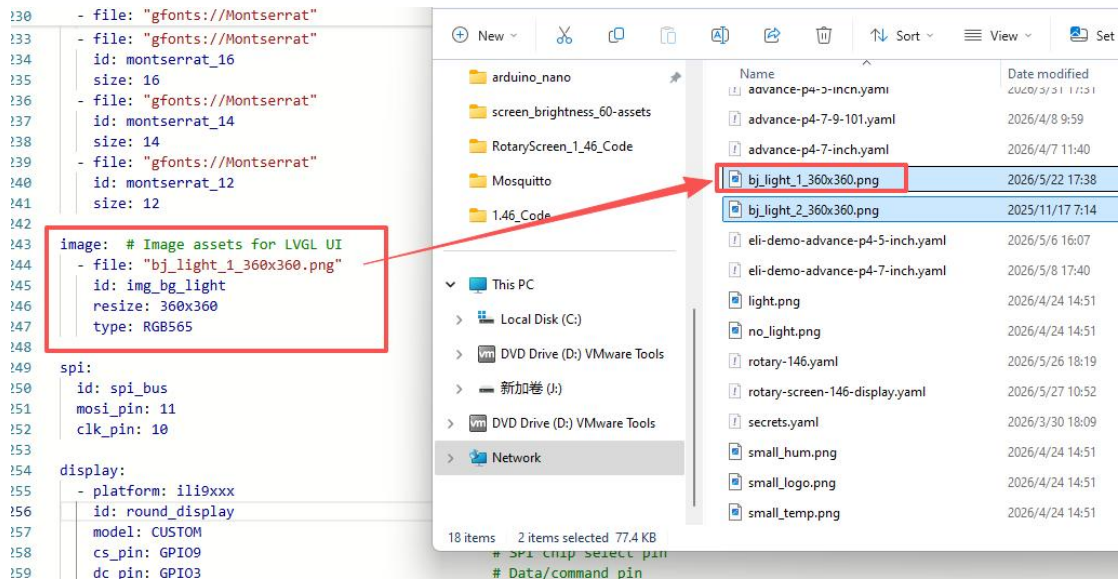 230 - file: "gfonts://Montserrat"
233 - file: "gfonts://Montserrat"
234 id: montserrat_16
235 size: 16
236 - file: "gfonts://Montserrat"
237 id: montserrat_14
238 size: 14
239 - file: "gfonts://Montserrat"
240 id: montserrat_12
241 size: 12
242
243 image: # Image assets for LVGL UI
244 - file: "bj_light_1_360x360.png"
245 id: img_bg_light
246 resize: 360x360
247 type: RGB565
248
249 spi:
250 id: spi_bus
251 mosi_pin: 11
252 clk_pin: 10
253
254 display:
255 - platform: ili9xxx
256 id: round_display
257 model: CUSTOM
258 cs_pin: GPIO9 # SPI chip select pin
259 dc_pin: GPIO3 # Data/command pin
New Sort View Set
arduino_nano
screen_brightness_60-assets
RotaryScreen_1_46_Code
Mosquitto
1.46_Code
This PC
Local Disk (C:)
DVD Drive (D:) VMware Tools
新加卷 (J:)
DVD Drive (D:) VMware Tools
Network
Name Date modified
advance-p4-5-inch.yaml 2026/3/31 17:31
advance-p4-7-9-101.yaml 2026/4/8 9:59
advance-p4-7-inch.yaml 2026/4/7 11:40
bj_light_1_360x360.png 2026/5/22 17:38
bj_light_2_360x360.png 2025/11/17 7:14
eli-demo-advance-p4-5-inch.yaml 2026/5/6 16:07
eli-demo-advance-p4-7-inch.yaml 2026/5/8 17:40
light.png 2026/4/24 14:51
no_light.png 2026/4/24 14:51
rotary-146.yaml 2026/5/26 18:19
rotary-screen-146-display.yaml 2026/5/27 10:52
secrets.yaml 2026/3/30 18:09
small_hum.png 2026/4/24 14:51
small_logo.png 2026/4/24 14:51
small_temp.png 2026/4/24 14:51
18 items 2 items selected 77.4 KB